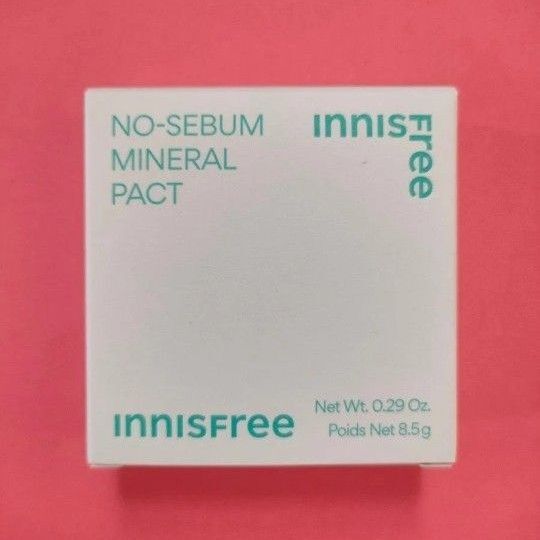 NO-SEBUM
MINERAL
PACT
INNISFree
INNISFree
Net Wt. 0.29 Oz.
Poids Net 8.5g